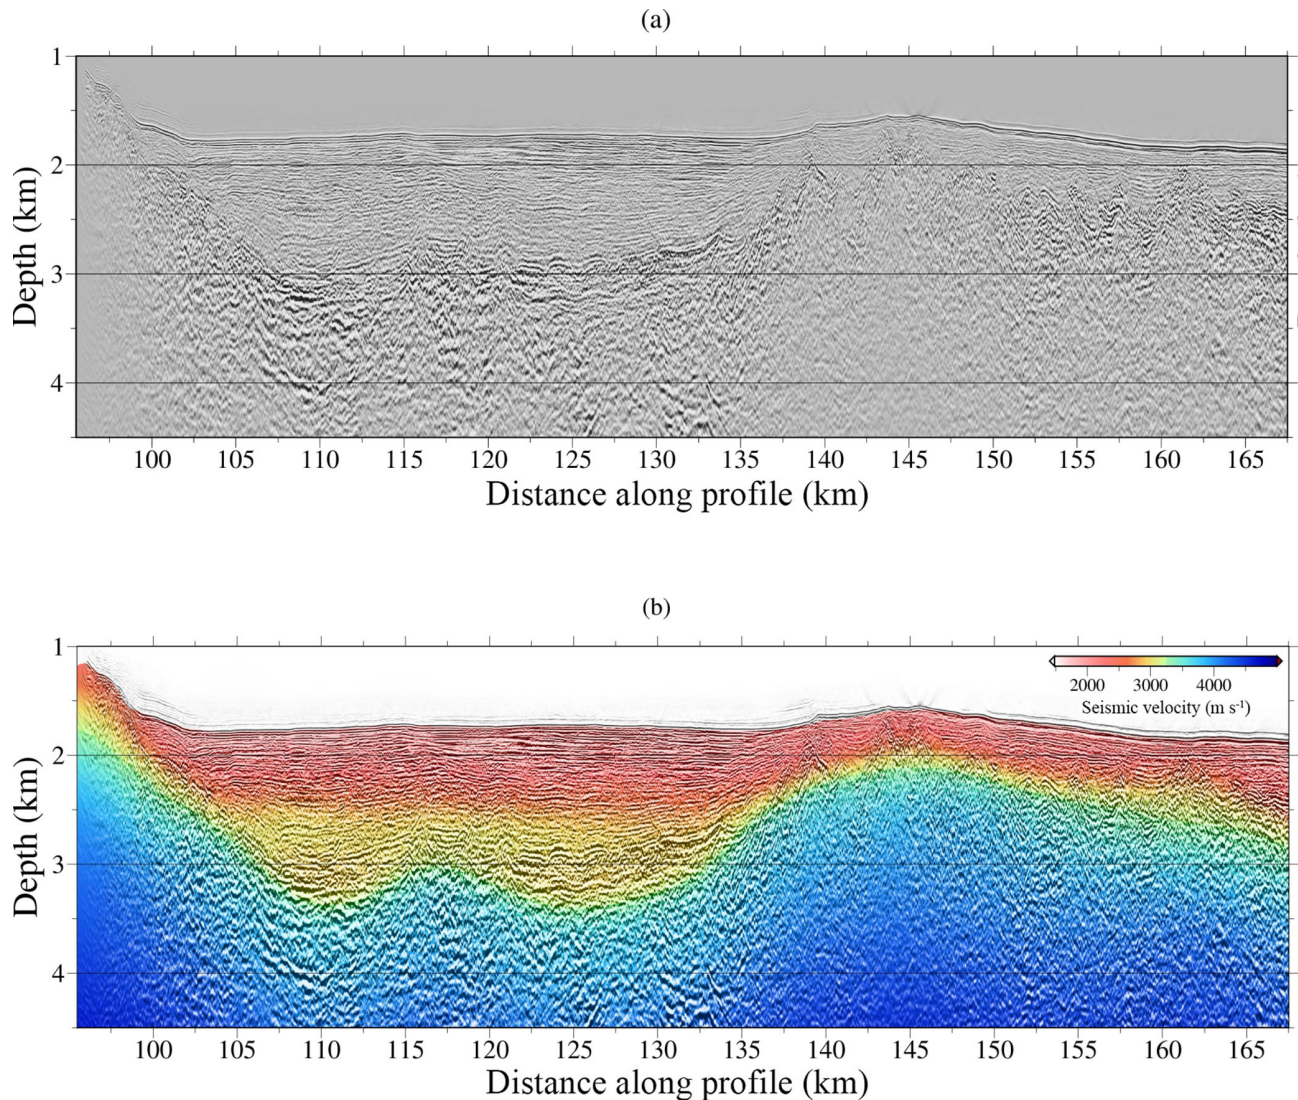 (a)
1
2
3
4
Depth (km)
100 105 110 115 120 125 130 135 140 145 150 155 160 165
Distance along profile (km)
(b)
1
2
3
4
Depth (km)
2000 3000 4000
Seismic velocity (m s-1)
100 105 110 115 120 125 130 135 140 145 150 155 160 165
Distance along profile (km)